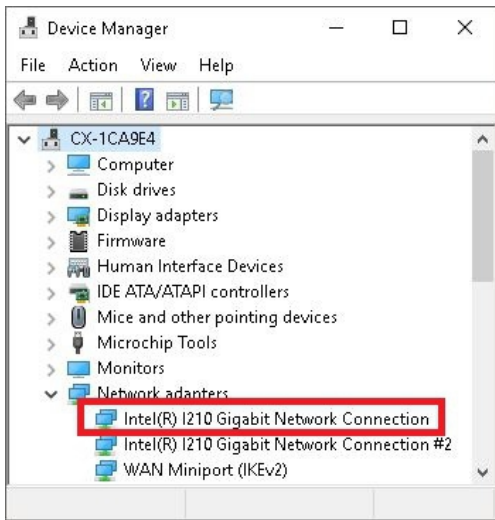 Device Manager
File Action View Help
CX-1CA9E4
Computer
Disk drives
Display adapters
Firmware
Human Interface Devices
IDE ATA/ATAPI controllers
Mice and other pointing devices
Microchip Tools
Monitors
Network adapters
Intel(R) I210 Gigabit Network Connection
Intel(R) I210 Gigabit Network Connection #2
WAN Miniport (IKEv2)